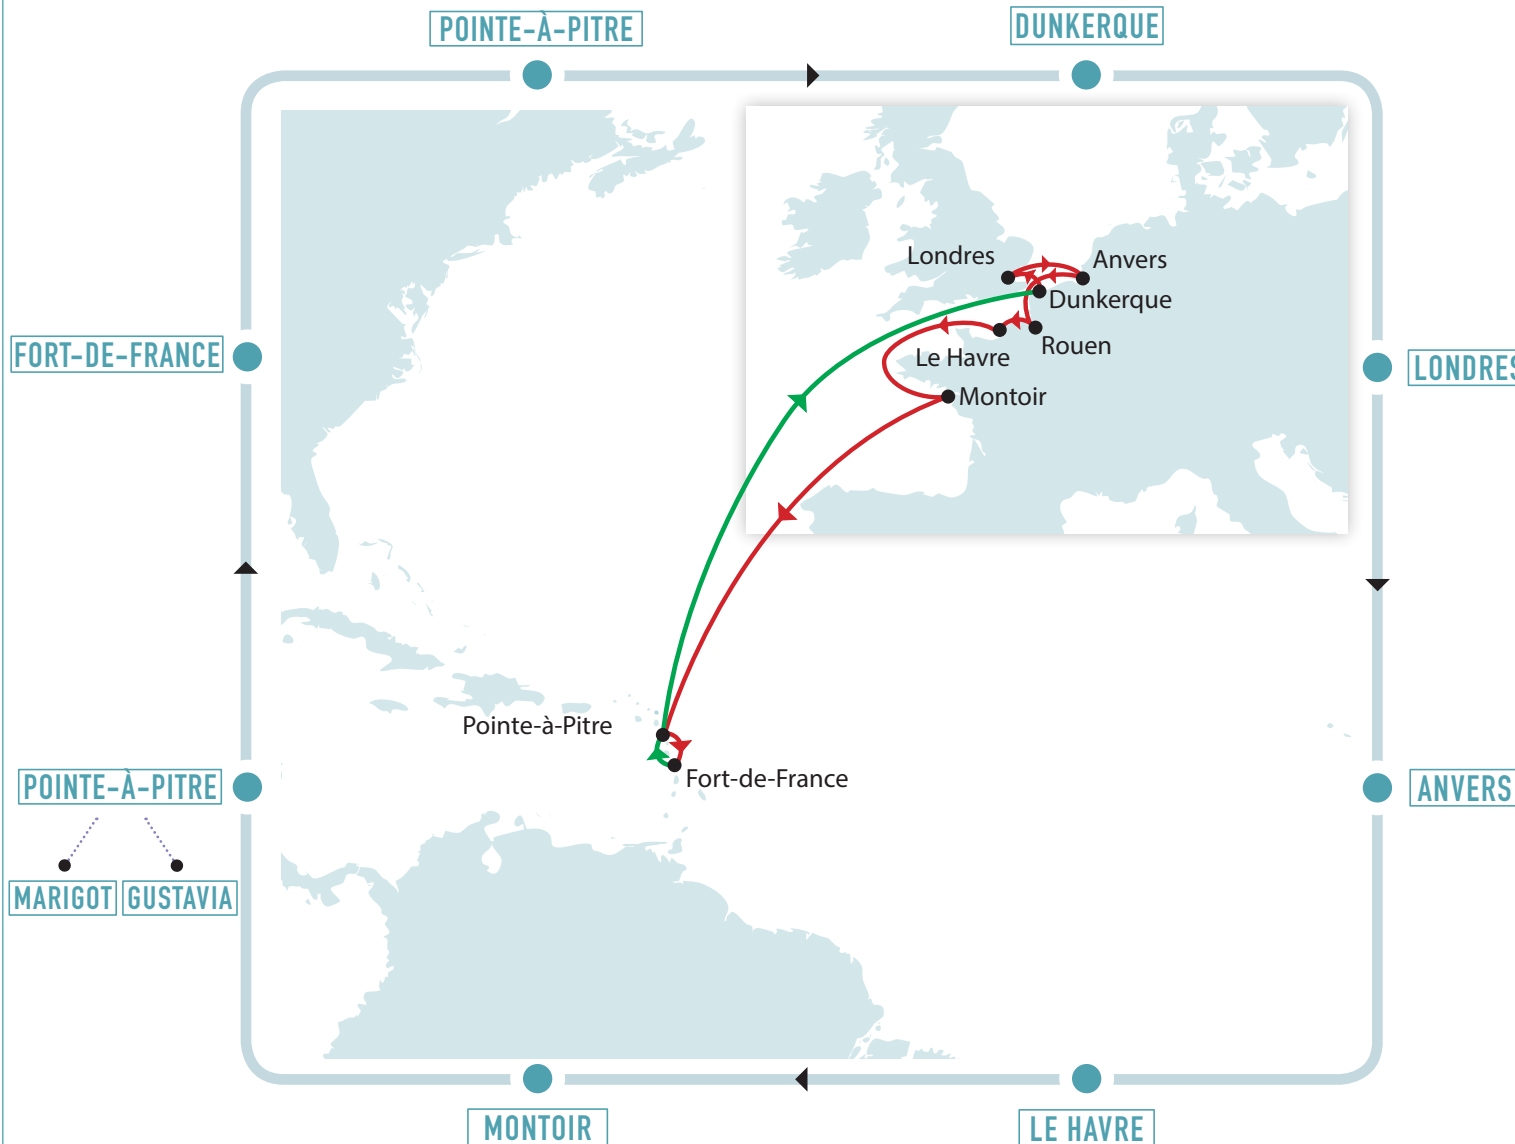 POINTE-À-PITRE
DUNKERQUE
Londres
Anvers
Dunkerque
Rouen
Le Havre
Montoir
FORT-DE-FRANCE
LONDRES
Pointe-à-Pitre
Fort-de-France
POINTE-À-PITRE
ANVERS
MARIGOT
GUSTAVIA
MONTOIR
LE HAVRE